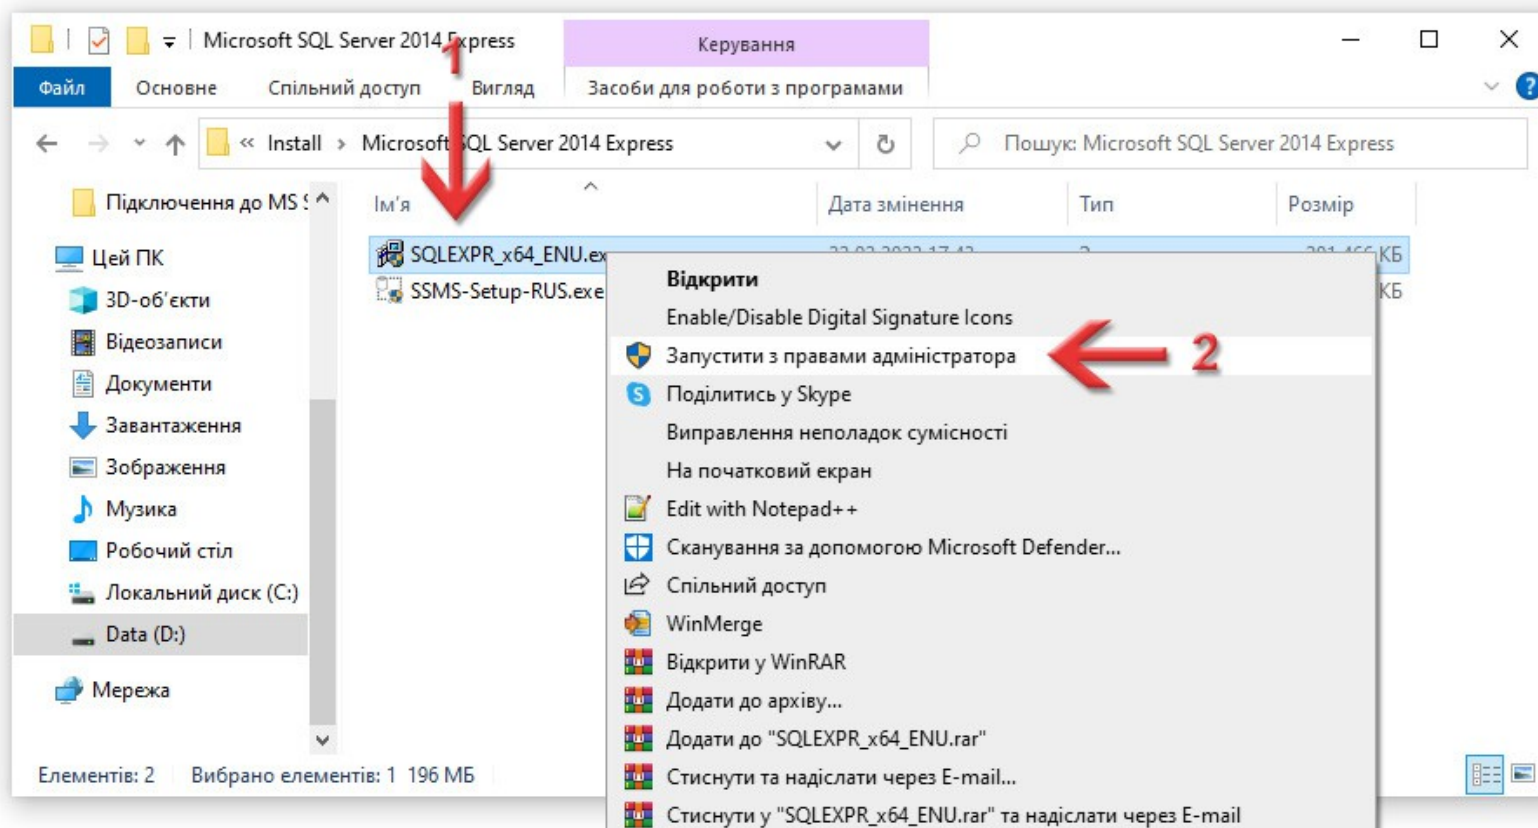 Microsoft SQL Server 2014 Express
Керування
1
Файл Основне Спільний доступ Вигляд Засоби для роботи з програмами
« Install › Microsoft SQL Server 2014 Express
Пошук: Microsoft SQL Server 2014 Express
Ім'я Дата змінення Тип Розмір
Підключення до MS
Цей ПК
3D-об'єкти
Відеозаписи
Документи
Завантаження
Зображення
Музика
Робочий стіл
Локальний диск (C:)
Data (D:)
Мережа
SQLEXPR_x64_ENU.ex КБ
SSMS-Setup-RUS.exe КБ
Відкрити
Enable/Disable Digital Signature Icons
Запустити з правами адміністратора
2
Поділитись у Skype
Виправлення неполадок сумісності
На початковий екран
Edit with Notepad++
Сканування за допомогою Microsoft Defender...
Спільний доступ
WinMerge
Відкрити у WinRAR
Додати до архіву...
Додати до "SQLEXPR_x64_ENU.rar"
Стиснути та надіслати через E-mail...
Стиснути у "SQLEXPR_x64_ENU.rar" та надіслати через E-mail
Елементів: 2 Вибрано елементів: 1 196 МБ